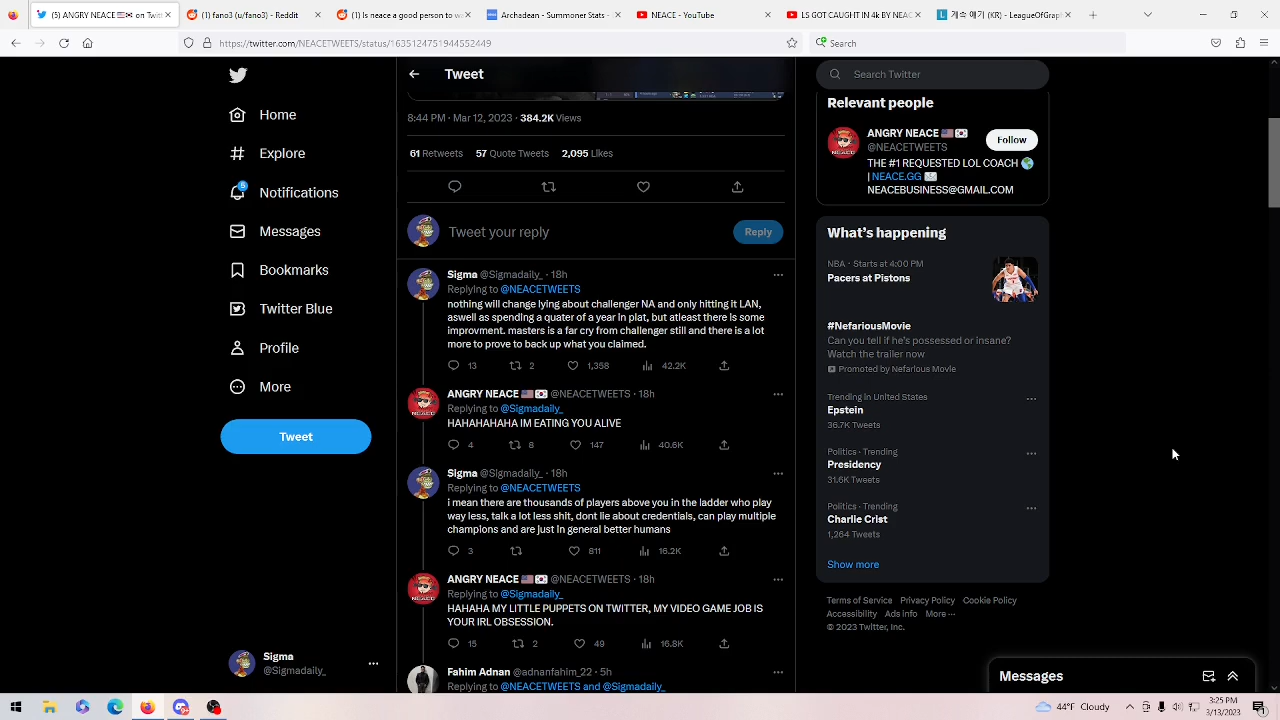 (5) ANGRY NEACE 🇺🇸🇰🇷 on Twi
(1) fano3 (u/fano3) - Reddit
Is neace a good person to w
Archon - Summoner Stats -
NEACE - YouTube
LS GOT CAUGHT
NEACE
(KR) - LeagueOfGrap
https://twitter.com/NEACETWEETS/status/1635124751944552449
Search
Home
Explore
5
Notifications
Messages
Bookmarks
Twitter Blue
Profile
More
Tweet
Sigma
@Sigmadaily_
Tweet
8:44 PM · Mar 12, 2023 · 384.2K Views
61 Retweets 57 Quote Tweets 2,095 Likes
Tweet your reply
Reply
Sigma @Sigmadaily_ · 18h
Replying to @NEACETWEETS
nothing will change lying about challenger NA and only hitting it LAN,
aswell as spending a quater of a year in plat, but atleast there is some
improvment. masters is a far cry from challenger still and there is a lot
more to prove to back up what you claimed.
13 2 1,358 42.2K
ANGRY NEACE 🇺🇸🇰🇷 @NEACETWEETS · 18h
Replying to @Sigmadaily_
HAHAHAHAHA IM EATING YOU ALIVE
4 8 147 40.6K
Sigma @Sigmadaily_ · 18h
Replying to @NEACETWEETS
i mean there are thousands of players above you in the ladder who play
way less, talk a lot less shit, dont lie about credentials, can play multiple
champions and are just in general better humans
3 811 16.2K
ANGRY NEACE 🇺🇸🇰🇷 @NEACETWEETS · 18h
Replying to @Sigmadaily_
HAHAHA MY LITTLE PUPPETS ON TWITTER, MY VIDEO GAME JOB IS
YOUR IRL OBSESSION.
15 2 49 16.8K
Fahim Adnan @adnanfahim_22 · 5h
Replying to @NEACETWEETS and @Sigmadaily_
Search Twitter
Relevant people
ANGRY NEACE 🇺🇸🇰🇷
@NEACETWEETS
Follow
THE #1 REQUESTED LOL COACH 🌎
| NEACE.GG 📨
NEACEBUSINESS@GMAIL.COM
What's happening
NBA · Starts at 4:00 PM
Pacers at Pistons
#NefariousMovie
Can you tell if he's possessed or insane?
Watch the trailer now
Promoted by Nefarious Movie
Trending in United States
Epstein
36.7K Tweets
Politics · Trending
Presidency
31.6K Tweets
Politics · Trending
Charlie Crist
1,264 Tweets
Show more
Terms of Service Privacy Policy Cookie Policy
Accessibility Ads info More ···
© 2023 Twitter, Inc.
Messages
44°F Cloudy
3:25 PM
3/13/2023